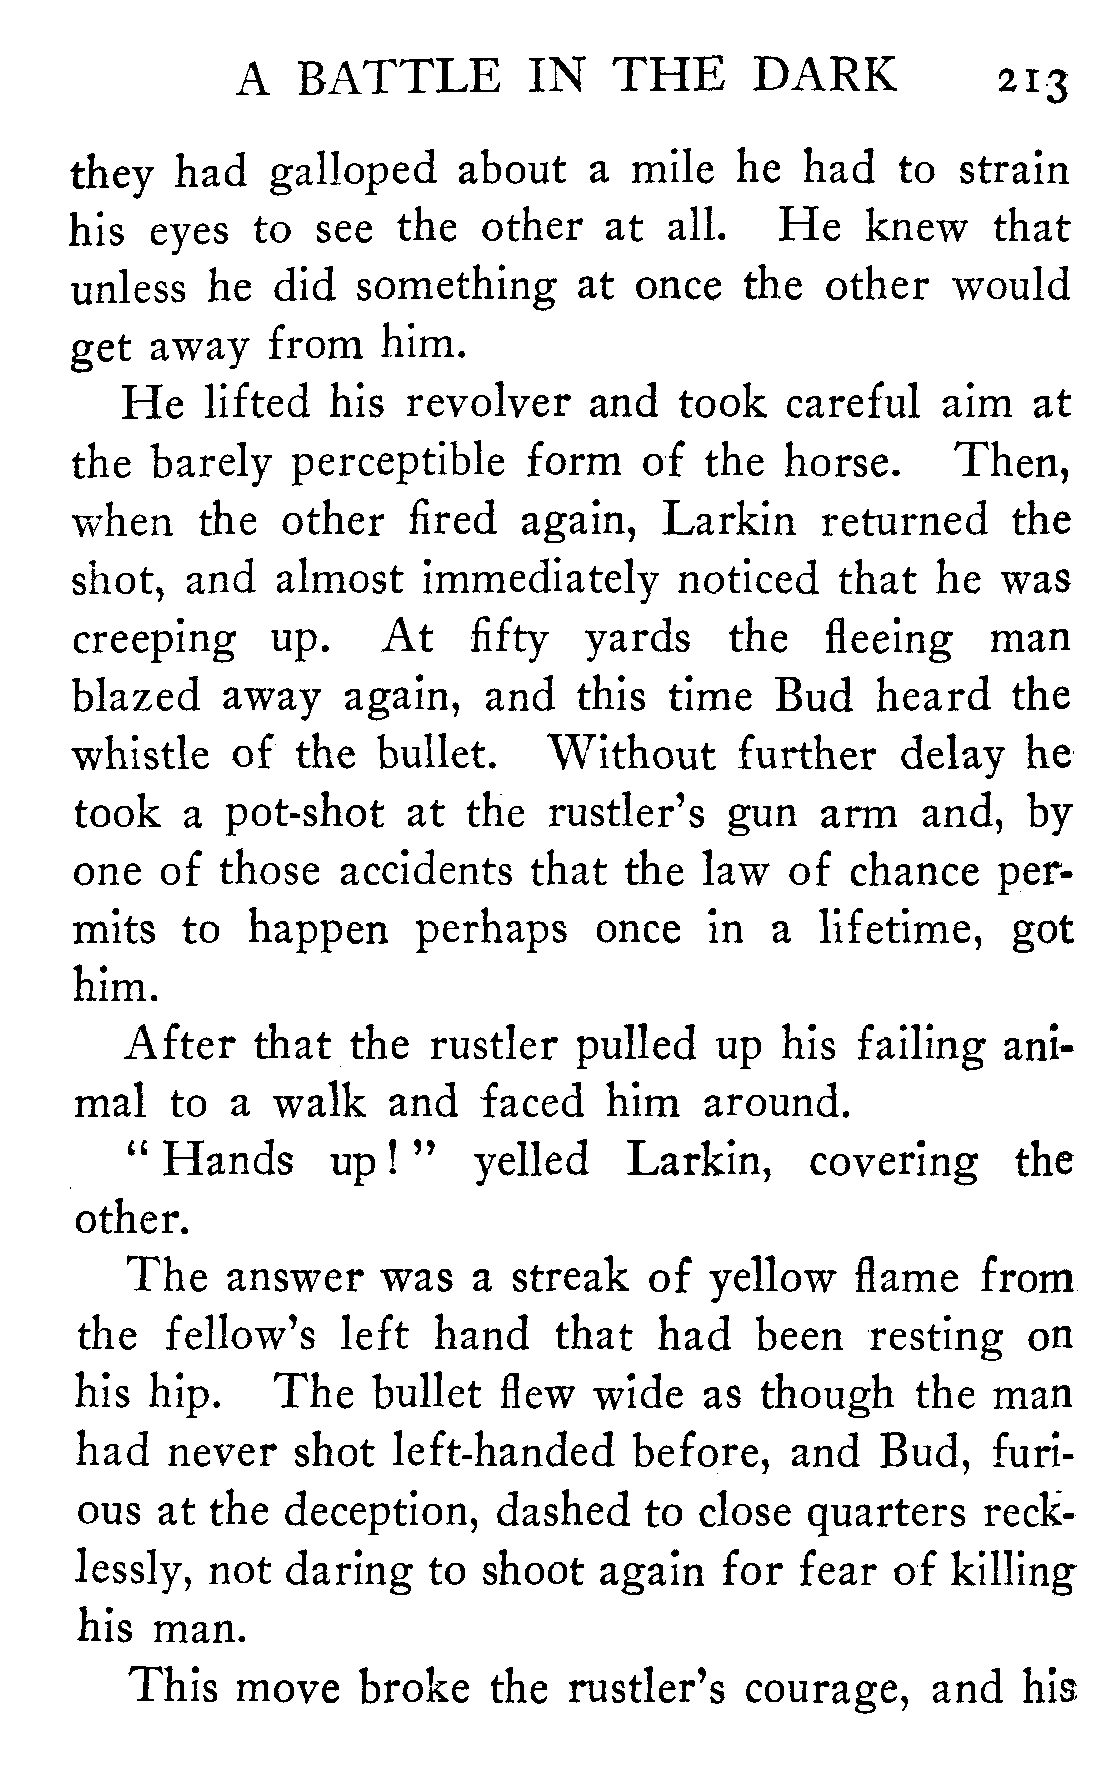 A BATTLE IN THE DARK 213
they had galloped about a mile he had to strain
his eyes to see the other at all. He knew that
unless he did something at once the other would
get away from him.
He lifted his revolver and took careful aim at
the barely perceptible form of the horse. Then,
when the other fired again, Larkin returned the
shot, and almost immediately noticed that he was
creeping up. At fifty yards the fleeing man
blazed away again, and this time Bud heard the
whistle of the bullet. Without further delay he
took a pot-shot at the rustler's gun arm and, by
one of those accidents that the law of chance per-
mits to happen perhaps once in a lifetime, got
him.
After that the rustler pulled up his failing ani-
mal to a walk and faced him around.
“ Hands up! ” yelled Larkin, covering the
other.
The answer was a streak of yellow flame from
the fellow's left hand that had been resting on
his hip. The bullet flew wide as though the man
had never shot left-handed before, and Bud, furi-
ous at the deception, dashed to close quarters reck-
lessly, not daring to shoot again for fear of killing
his man.
This move broke the rustler's courage, and his